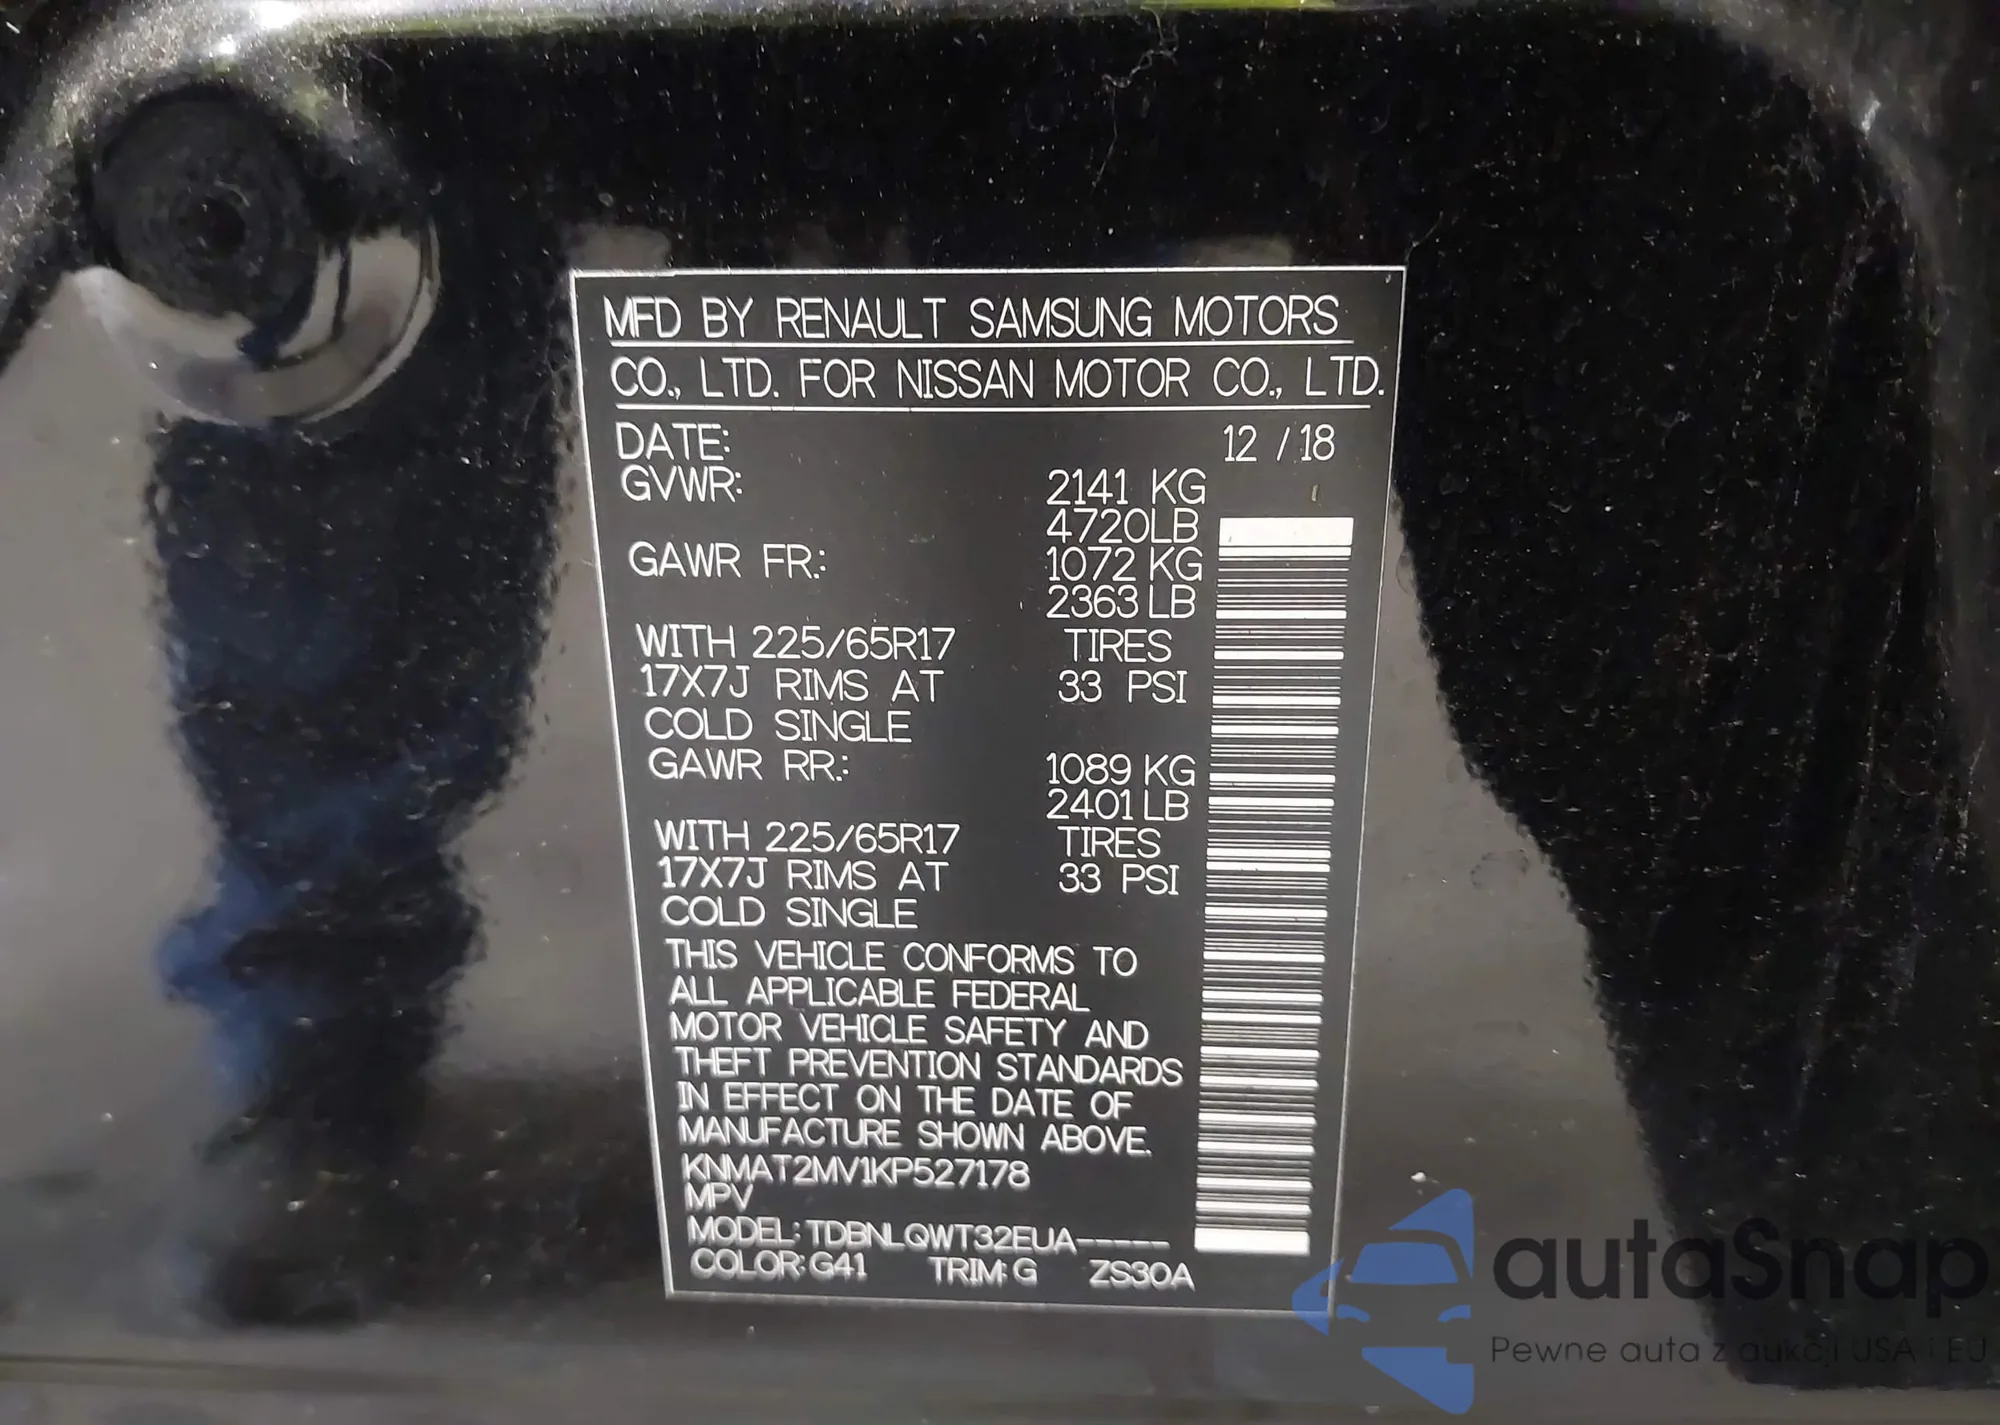 MFD BY RENAULT SAMSUNG MOTORS
CO., LTD. FOR NISSAN MOTOR CO., LTD.
DATE: 12 / 18
GVWR: 2141 KG
4720LB
GAWR FR.: 1072 KG
2363 LB
WITH 225/65R17 TIRES
17X7J RIMS AT 33 PSI
COLD SINGLE
GAWR RR.: 1089 KG
2401 LB
WITH 225/65R17 TIRES
17X7J RIMS AT 33 PSI
COLD SINGLE
THIS VEHICLE CONFORMS TO
ALL APPLICABLE FEDERAL
MOTOR VEHICLE SAFETY AND
THEFT PREVENTION STANDARDS
IN EFFECT ON THE DATE OF
MANUFACTURE SHOWN ABOVE.
KNMAT2MV1KP527178
MPV
MODEL: TDBNLQWT32EUA-----
COLOR: G41 TRIM: G ZS30A
autaSnap
Pewne auta z aukcji USA i EU